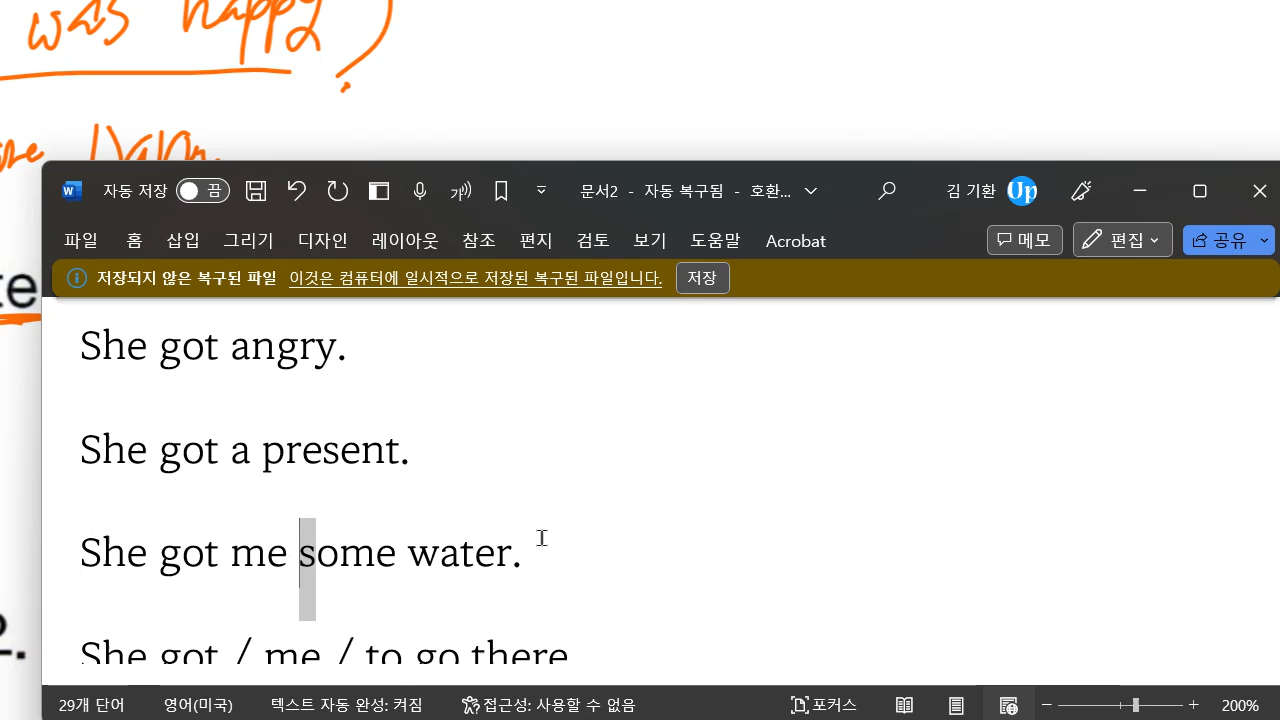 was happy)
te
자동 저장 끔 가)) 문서2 - 자동 복구됨 - 호환... 김 기환 Up
파일 홈 삽입 그리기 디자인 레이아웃 참조 편지 검토 보기 도움말 Acrobat 메모 편집 공유
저장되지 않은 복구된 파일 이것은 컴퓨터에 일시적으로 저장된 복구된 파일입니다. 저장
She got angry.
She got a present.
She got me some water.
She got / me / to go there
29개 단어 영어(미국) 텍스트 자동 완성: 켜짐 접근성: 사용할 수 없음 포커스 200%